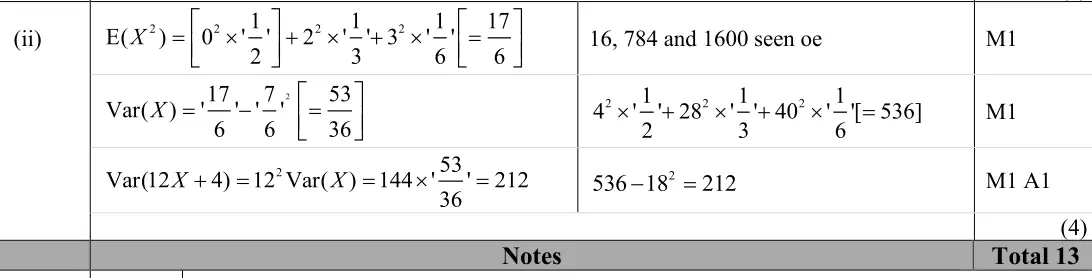 (ii) E(X²) = [0² × '1/2'] + 2² × '1/3' + 3² × '1/6' [= 17/6] 16, 784 and 1600 seen oe M1
Var(X) = '17/6' − '7/6'² [= 53/36] 4² × '1/2' + 28² × '1/3' + 40² × '1/6' [= 536] M1
Var(12X + 4) = 12² Var(X) = 144 × '53/36' = 212 536 − 18² = 212 M1 A1
(4)
Notes Total 13